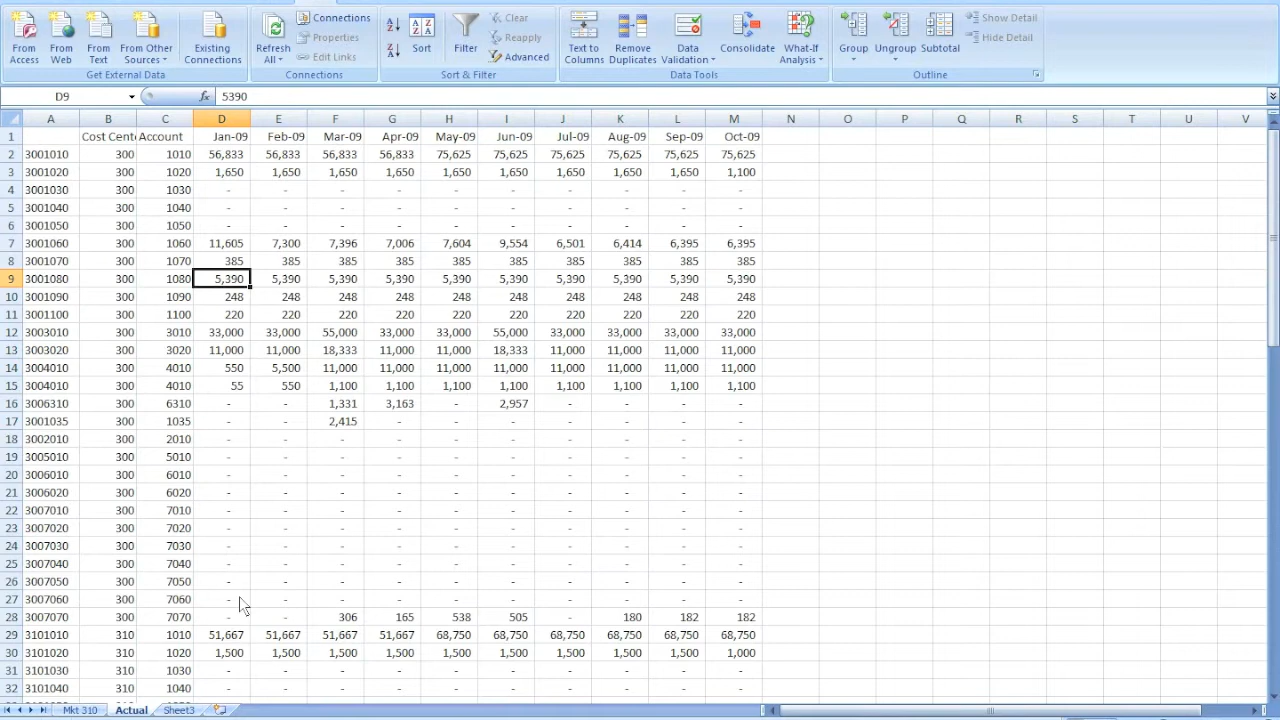 From Access
From Web
From Text
From Other Sources
Existing Connections
Get External Data
Refresh All
Connections
Properties
Edit Links
Connections
Sort
Filter
Clear
Reapply
Advanced
Sort & Filter
Text to Columns
Remove Duplicates
Data Validation
Consolidate
What-If Analysis
Data Tools
Group
Ungroup
Subtotal
Show Detail
Hide Detail
Outline
D9 fx 5390
A B C D E F G H I J K L M N O P Q R S T U V
1 Cost Cente Account Jan-09 Feb-09 Mar-09 Apr-09 May-09 Jun-09 Jul-09 Aug-09 Sep-09 Oct-09
2 3001010 300 1010 56,833 56,833 56,833 56,833 75,625 75,625 75,625 75,625 75,625 75,625
3 3001020 300 1020 1,650 1,650 1,650 1,650 1,650 1,650 1,650 1,650 1,650 1,100
4 3001030 300 1030 - - - - - - - - - -
5 3001040 300 1040 - - - - - - - - - -
6 3001050 300 1050 - - - - - - - - - -
7 3001060 300 1060 11,605 7,300 7,396 7,006 7,604 9,554 6,501 6,414 6,395 6,395
8 3001070 300 1070 385 385 385 385 385 385 385 385 385 385
9 3001080 300 1080 5,390 5,390 5,390 5,390 5,390 5,390 5,390 5,390 5,390 5,390
10 3001090 300 1090 248 248 248 248 248 248 248 248 248 248
11 3001100 300 1100 220 220 220 220 220 220 220 220 220 220
12 3003010 300 3010 33,000 33,000 55,000 33,000 33,000 55,000 33,000 33,000 33,000 33,000
13 3003020 300 3020 11,000 11,000 18,333 11,000 11,000 18,333 11,000 11,000 11,000 11,000
14 3004010 300 4010 550 5,500 11,000 11,000 11,000 11,000 11,000 11,000 11,000 11,000
15 3004010 300 4010 55 550 1,100 1,100 1,100 1,100 1,100 1,100 1,100 1,100
16 3006310 300 6310 - - 1,331 3,163 - 2,957 - - - -
17 3001035 300 1035 - - 2,415 - - - - - - -
18 3002010 300 2010 - - - - - - - - - -
19 3005010 300 5010 - - - - - - - - - -
20 3006010 300 6010 - - - - - - - - - -
21 3006020 300 6020 - - - - - - - - - -
22 3007010 300 7010 - - - - - - - - - -
23 3007020 300 7020 - - - - - - - - - -
24 3007030 300 7030 - - - - - - - - - -
25 3007040 300 7040 - - - - - - - - - -
26 3007050 300 7050 - - - - - - - - - -
27 3007060 300 7060 - - - - - - - - - -
28 3007070 300 7070 - - 306 165 538 505 - 180 182 182
29 3101010 310 1010 51,667 51,667 51,667 51,667 68,750 68,750 68,750 68,750 68,750 68,750
30 3101020 310 1020 1,500 1,500 1,500 1,500 1,500 1,500 1,500 1,500 1,500 1,000
31 3101030 310 1030 - - - - - - - - - -
32 3101040 310 1040 - - - - - - - - - -
Mkt 310 Actual Sheet3